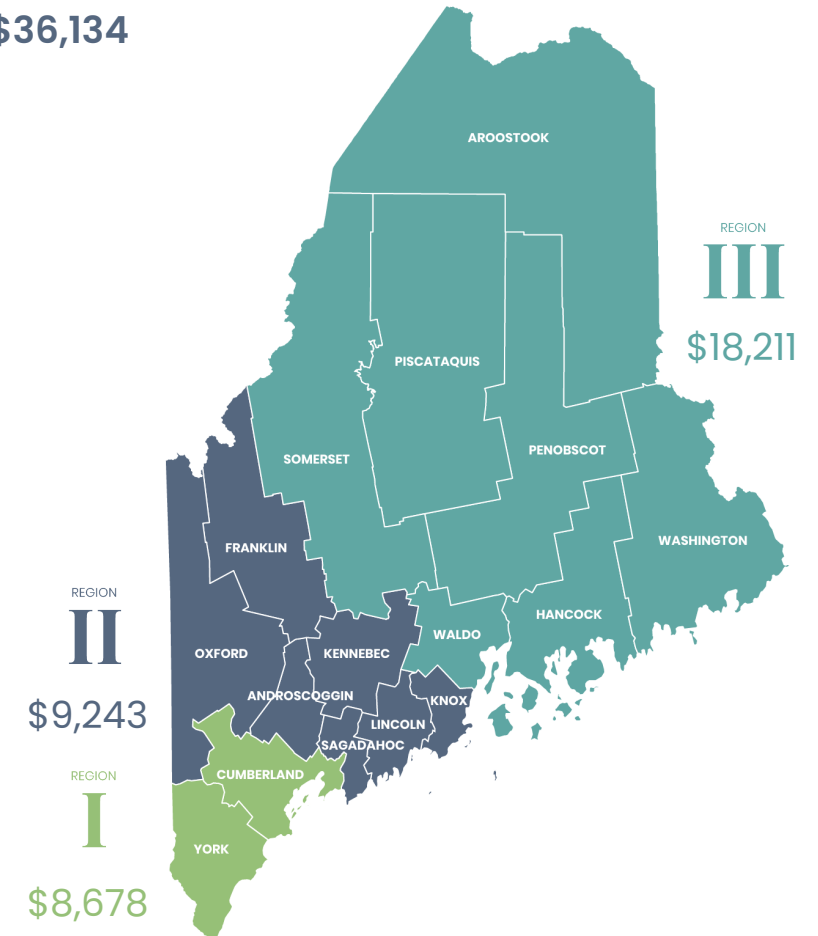 $36,134
AROOSTOOK
REGION
III
$18,211
PISCATAQUIS
PENOBSCOT
SOMERSET
WASHINGTON
FRANKLIN
REGION
II
$9,243
HANCOCK
WALDO
OXFORD
KENNEBEC
ANDROSCOGGIN
KNOX
LINCOLN
SAGADAHOC
REGION
I
$8,678
CUMBERLAND
YORK